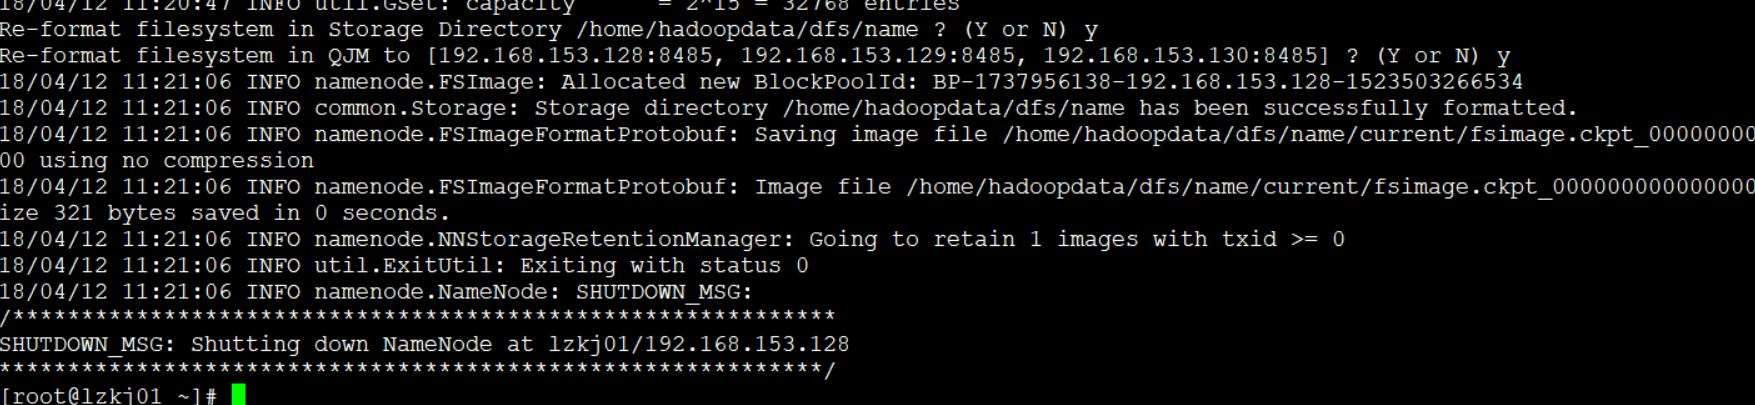 18/04/12 11:20:47 INFO util.GSet: capacity      = 2^15 = 32768 entries
Re-format filesystem in Storage Directory /home/hadoopdata/dfs/name ? (Y or N) y
Re-format filesystem in QJM to [192.168.153.128:8485, 192.168.153.129:8485, 192.168.153.130:8485] ? (Y or N) y
18/04/12 11:21:06 INFO namenode.FSImage: Allocated new BlockPoolId: BP-1737956138-192.168.153.128-1523503266534
18/04/12 11:21:06 INFO common.Storage: Storage directory /home/hadoopdata/dfs/name has been successfully formatted.
18/04/12 11:21:06 INFO namenode.FSImageFormatProtobuf: Saving image file /home/hadoopdata/dfs/name/current/fsimage.ckpt_00000000
00 using no compression
18/04/12 11:21:06 INFO namenode.FSImageFormatProtobuf: Image file /home/hadoopdata/dfs/name/current/fsimage.ckpt_000000000000000
ize 321 bytes saved in 0 seconds.
18/04/12 11:21:06 INFO namenode.NNStorageRetentionManager: Going to retain 1 images with txid >= 0
18/04/12 11:21:06 INFO util.ExitUtil: Exiting with status 0
18/04/12 11:21:06 INFO namenode.NameNode: SHUTDOWN_MSG:
/************************************************************
SHUTDOWN_MSG: Shutting down NameNode at lzkj01/192.168.153.128
************************************************************/
[root@lzkj01 ~]#